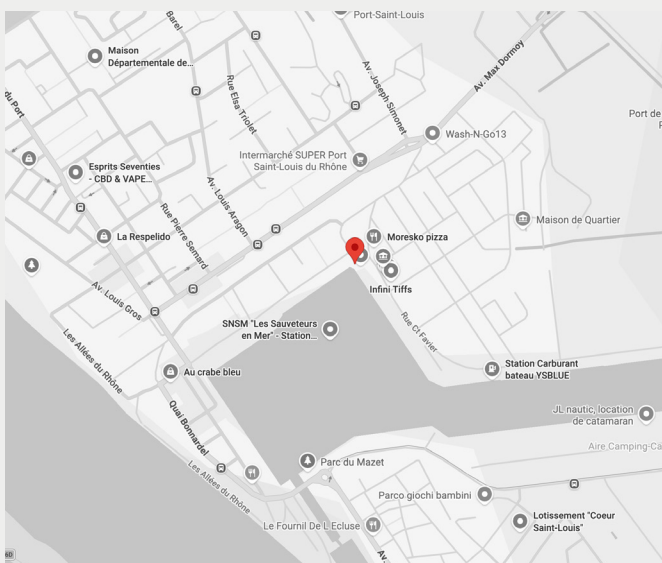 Port-Saint-Louis
Barel
Maison
Départementale de...
Av. Max Dormoy
Av. Joseph Simonet
Rue Elsa Triolet
du Port
Port de
Wash-N-Go13
Intermarché SUPER Port
Saint-Louis du Rhône
Esprits Seventies
- CBD & VAPE...
Av. Louis Aragon
Rue Pierre Semard
Maison de Quartier
La Respelido
Moresko pizza
Infini Tiffs
Av. Louis Gros
SNSM "Les Sauveteurs
en Mer" - Station...
Rue Ct Favier
Les Allées du Rhône
Station Carburant
bateau YSBLUE
Au crabe bleu
JL nautic, location
de catamaran
Quai Bonnardel
Aire Camping-Ca
Parc du Mazet
Les Allées du Rhône
Parco giochi bambini
Lotissement "Coeur
Saint-Louis"
Le Fournil De L Ecluse
Av.